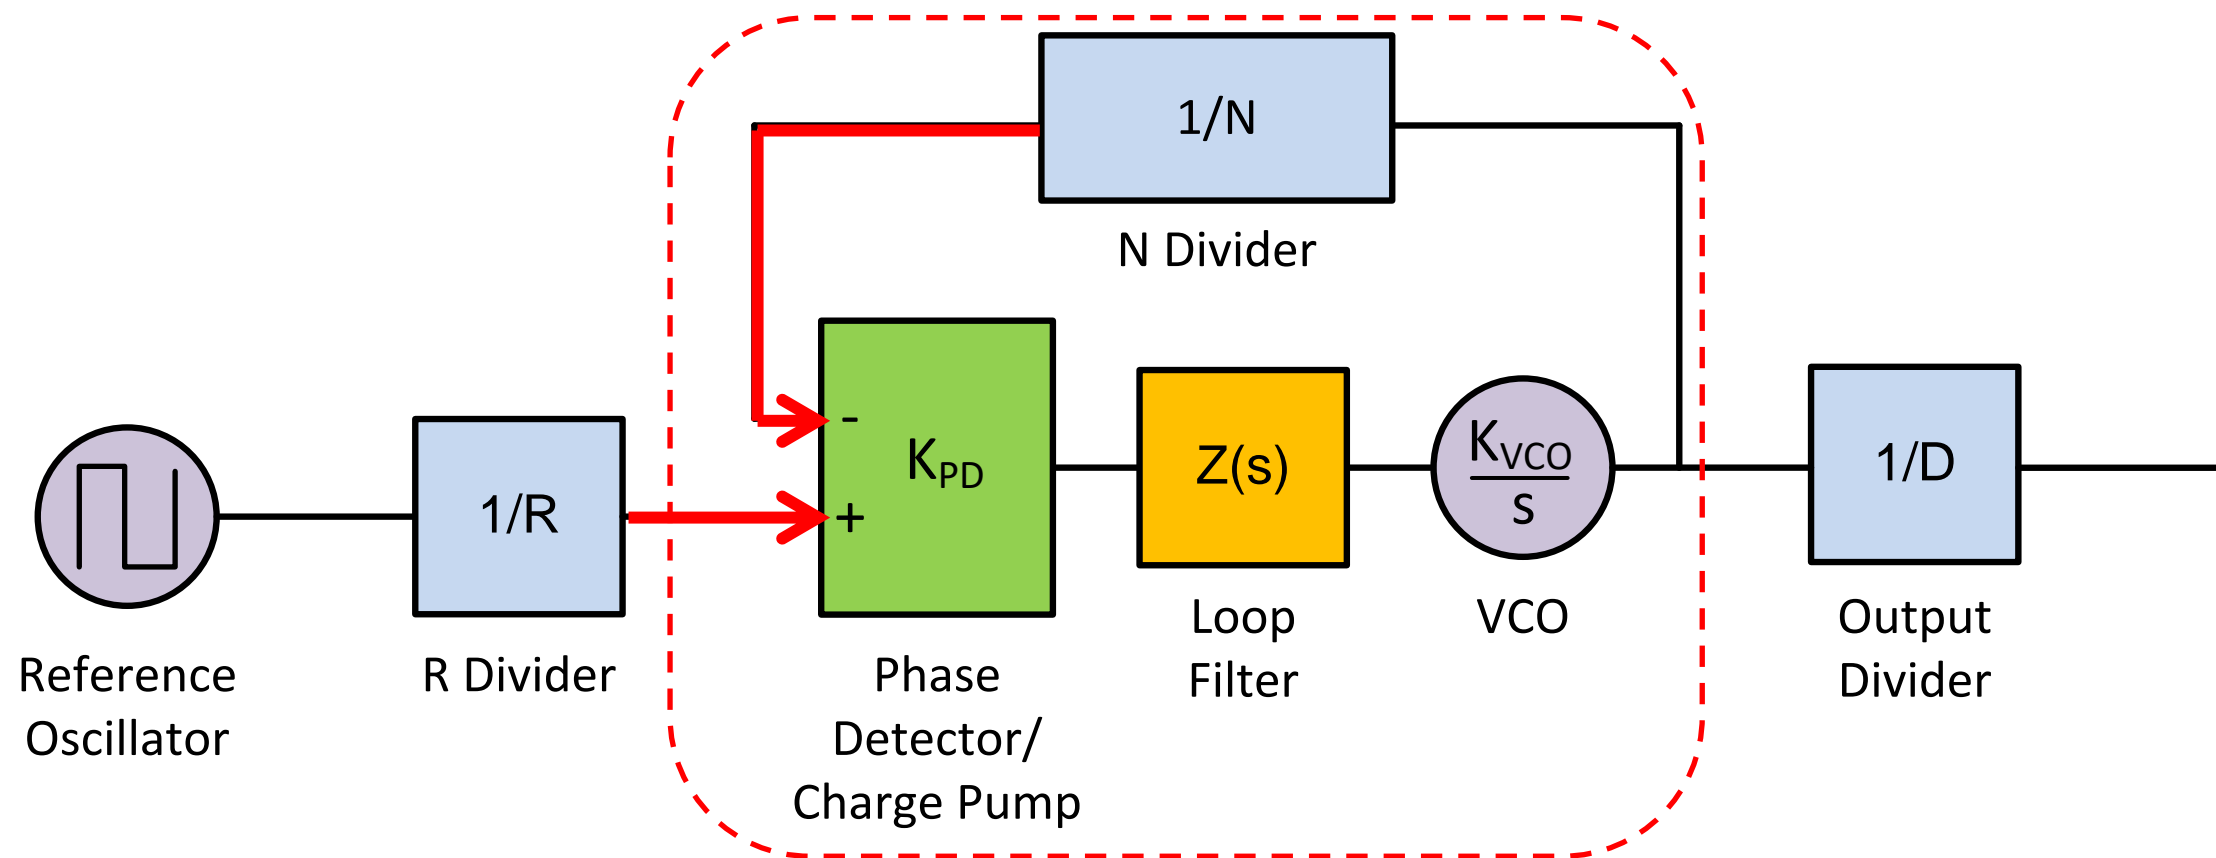 1/N
N Divider
-
+
K_PD
1/R
Z(s)
K_VCO
s
1/D
Reference
Oscillator
R Divider
Phase
Detector/
Charge Pump
Loop
Filter
VCO
Output
Divider